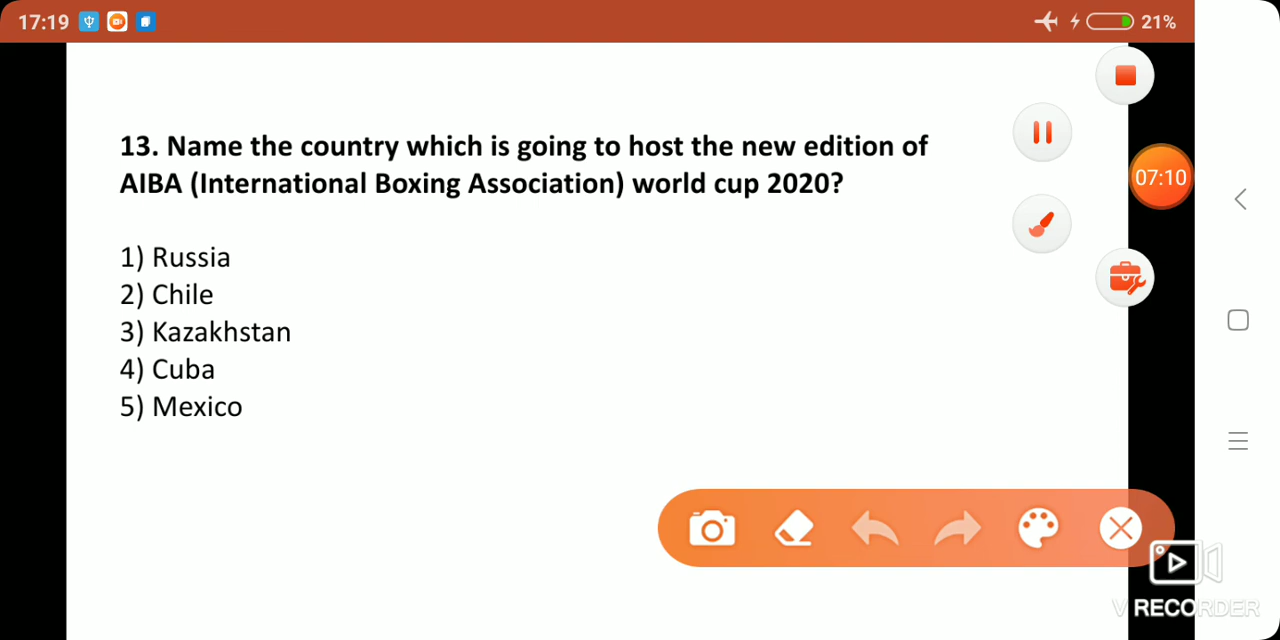 17:19
21%
13. Name the country which is going to host the new edition of
AIBA (International Boxing Association) world cup 2020?
07:10
1) Russia
2) Chile
3) Kazakhstan
4) Cuba
5) Mexico
V RECORDER